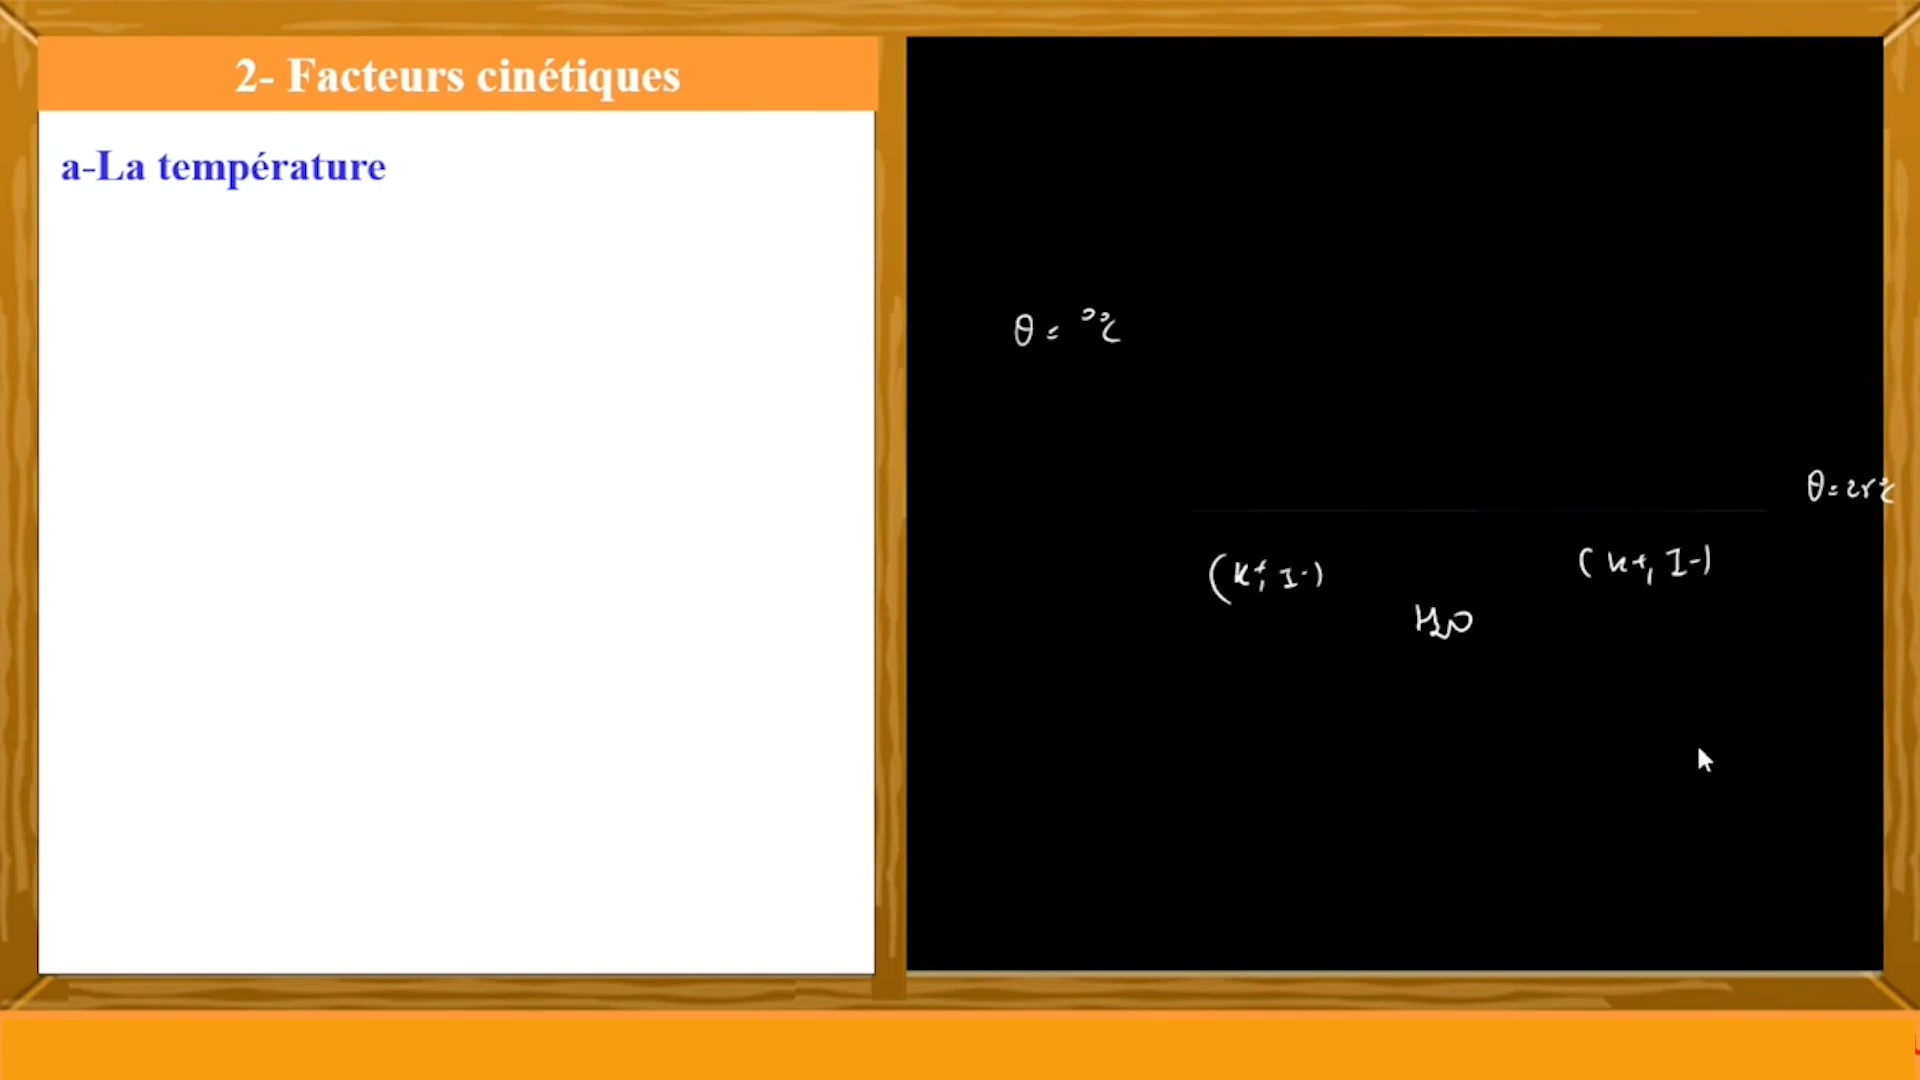 2- Facteurs cinétiques
a-La température
θ = 0°C
θ = 25°C
(K+, I-)
(K+, I-)
H2O